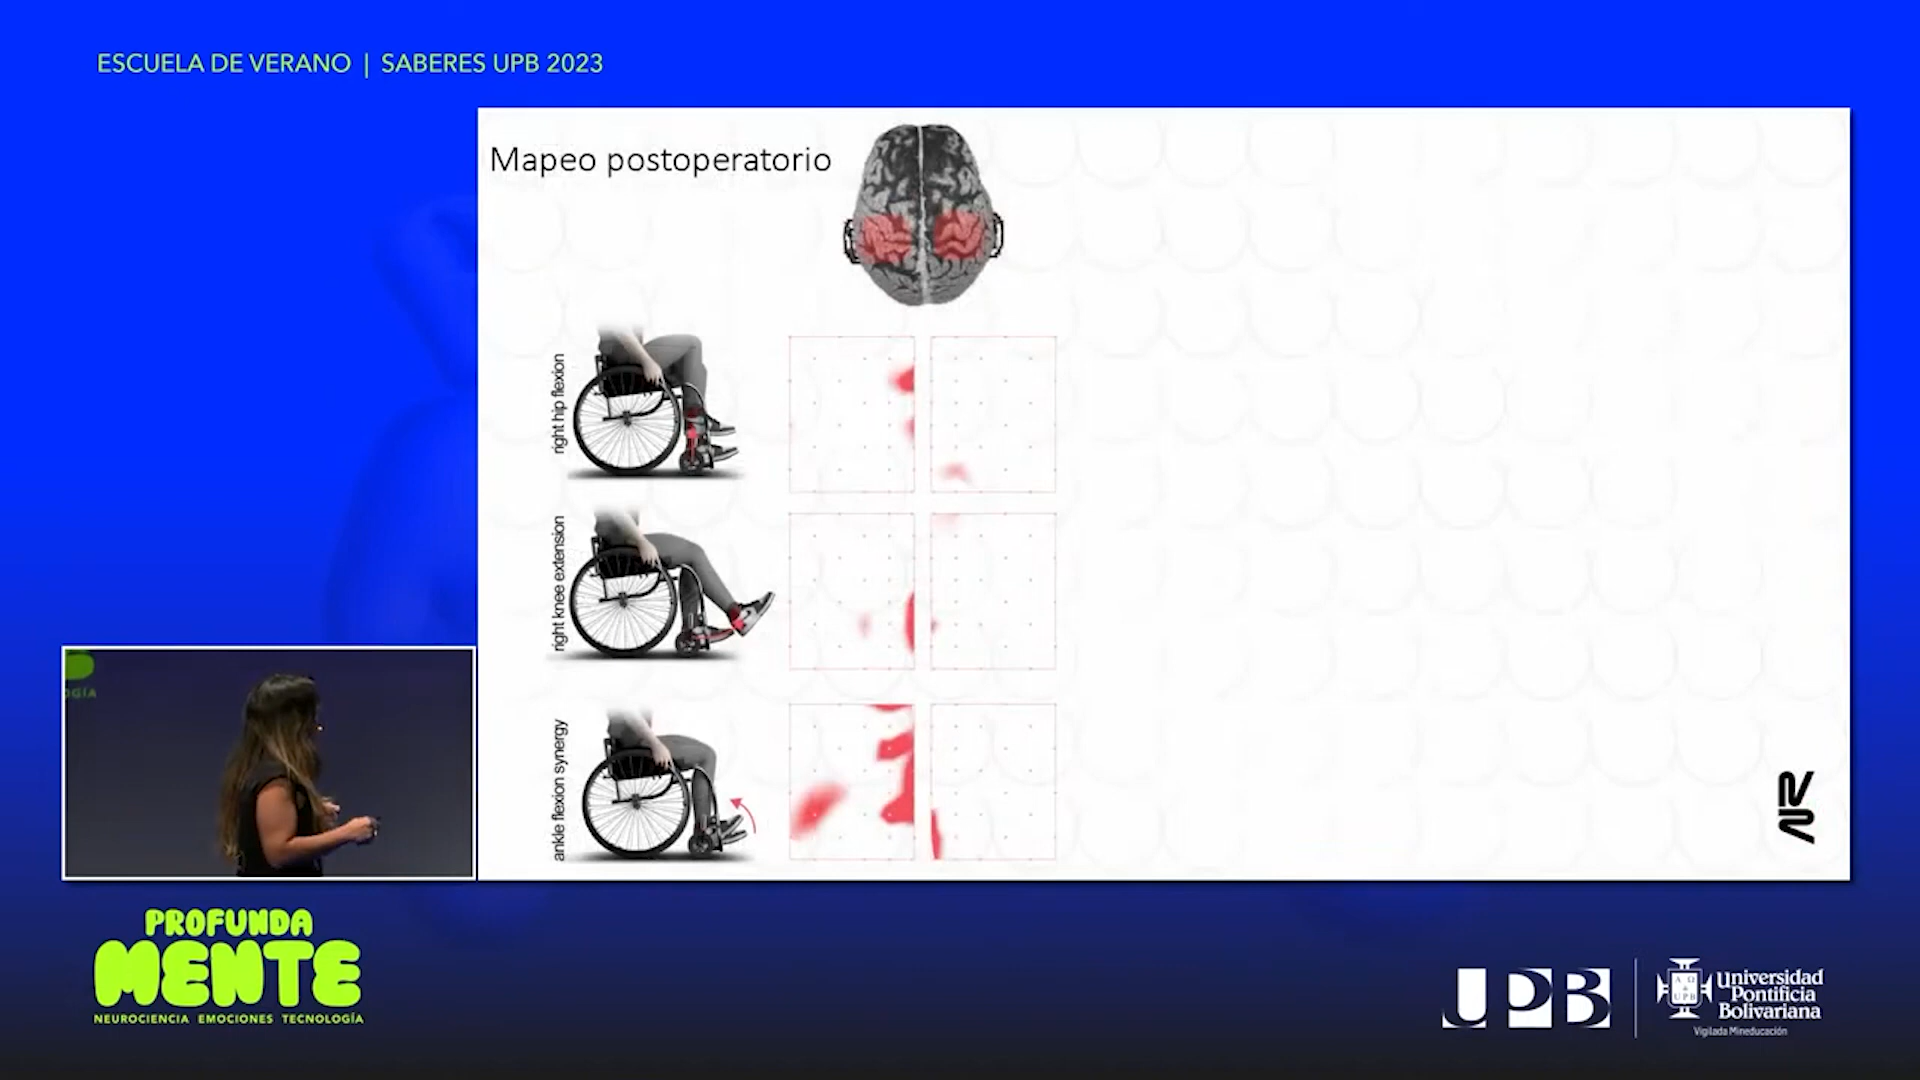 ESCUELA DE VERANO | SABERES UPB 2023
Mapeo postoperatorio
right hip flexion
right knee extension
ankle flexion synergy
OGÍA
PROFUNDA
MENTE
NEUROCIENCIA EMOCIONES TECNOLOGÍA
UPB
Universidad
Pontificia
Bolivariana
Vigilada Mineducación